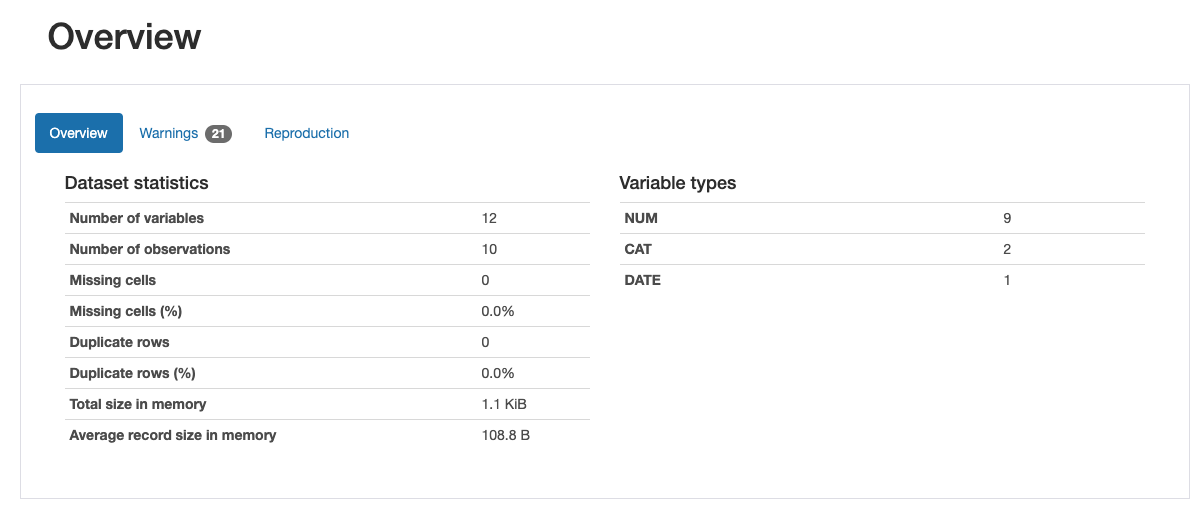 Overview
Overview Warnings 21 Reproduction
Dataset statistics
Number of variables 12
Number of observations 10
Missing cells 0
Missing cells (%) 0.0%
Duplicate rows 0
Duplicate rows (%) 0.0%
Total size in memory 1.1 KiB
Average record size in memory 108.8 B
Variable types
NUM 9
CAT 2
DATE 1